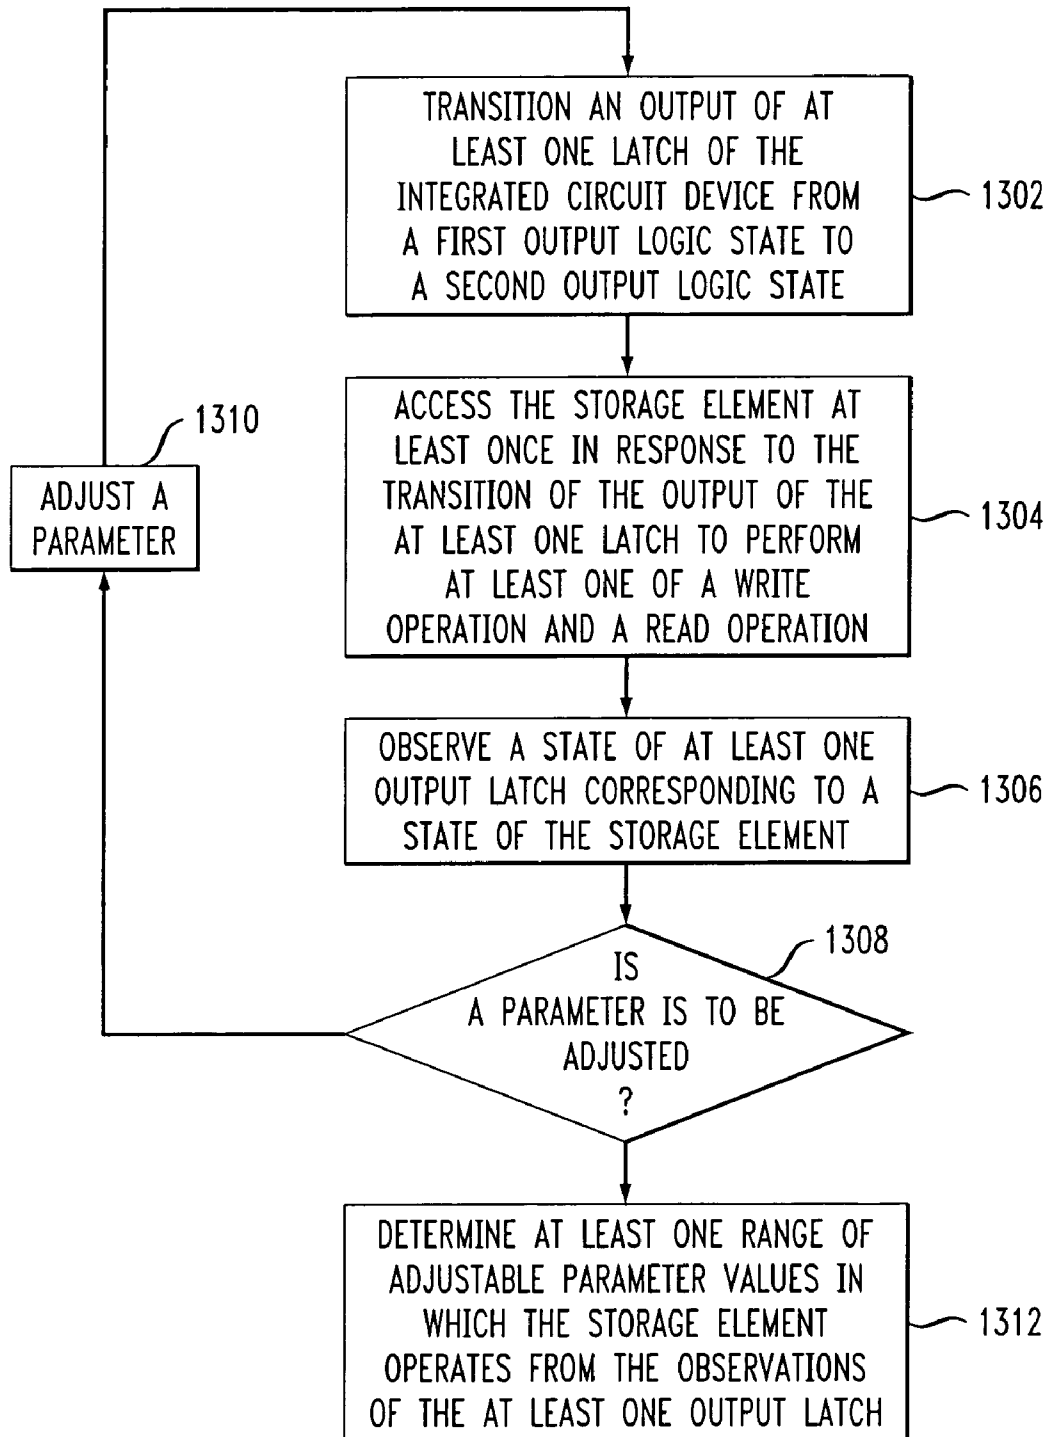 TRANSITION AN OUTPUT OF AT
LEAST ONE LATCH OF THE
INTEGRATED CIRCUIT DEVICE FROM
A FIRST OUTPUT LOGIC STATE TO
A SECOND OUTPUT LOGIC STATE
1302
ACCESS THE STORAGE ELEMENT AT
LEAST ONCE IN RESPONSE TO THE
TRANSITION OF THE OUTPUT OF THE
AT LEAST ONE LATCH TO PERFORM
AT LEAST ONE OF A WRITE
OPERATION AND A READ OPERATION
1304
1310
ADJUST A
PARAMETER
OBSERVE A STATE OF AT LEAST ONE
OUTPUT LATCH CORRESPONDING TO A
STATE OF THE STORAGE ELEMENT
1306
1308
IS
A PARAMETER IS TO BE
ADJUSTED
?
DETERMINE AT LEAST ONE RANGE OF
ADJUSTABLE PARAMETER VALUES IN
WHICH THE STORAGE ELEMENT
OPERATES FROM THE OBSERVATIONS
OF THE AT LEAST ONE OUTPUT LATCH
1312